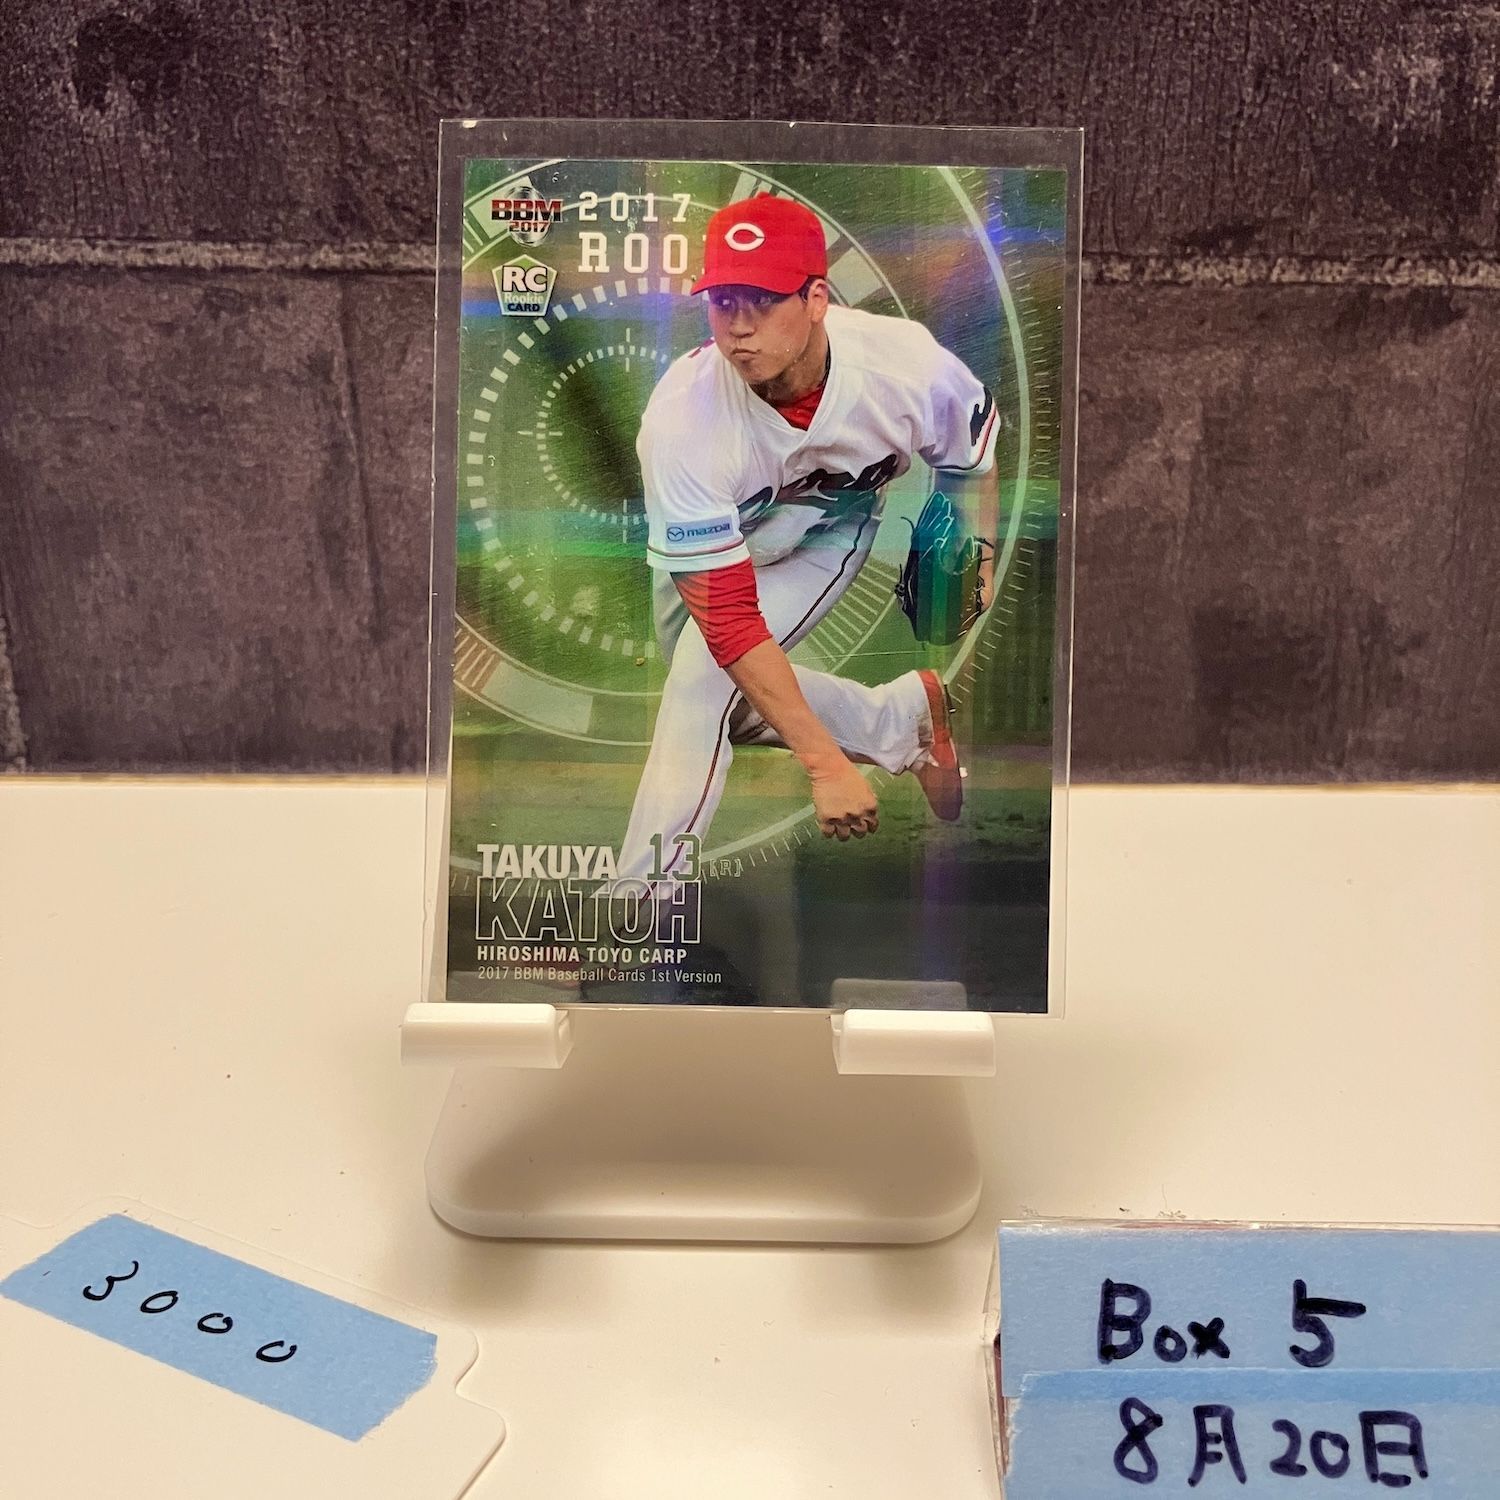 BBM
2017
2017
ROO
RC
Rookie
CARD
mazda
TAKUYA 13 [R]
KATOH
HIROSHIMA TOYO CARP
2017 BBM Baseball Cards 1st Version
3000
Box 5
8月20日